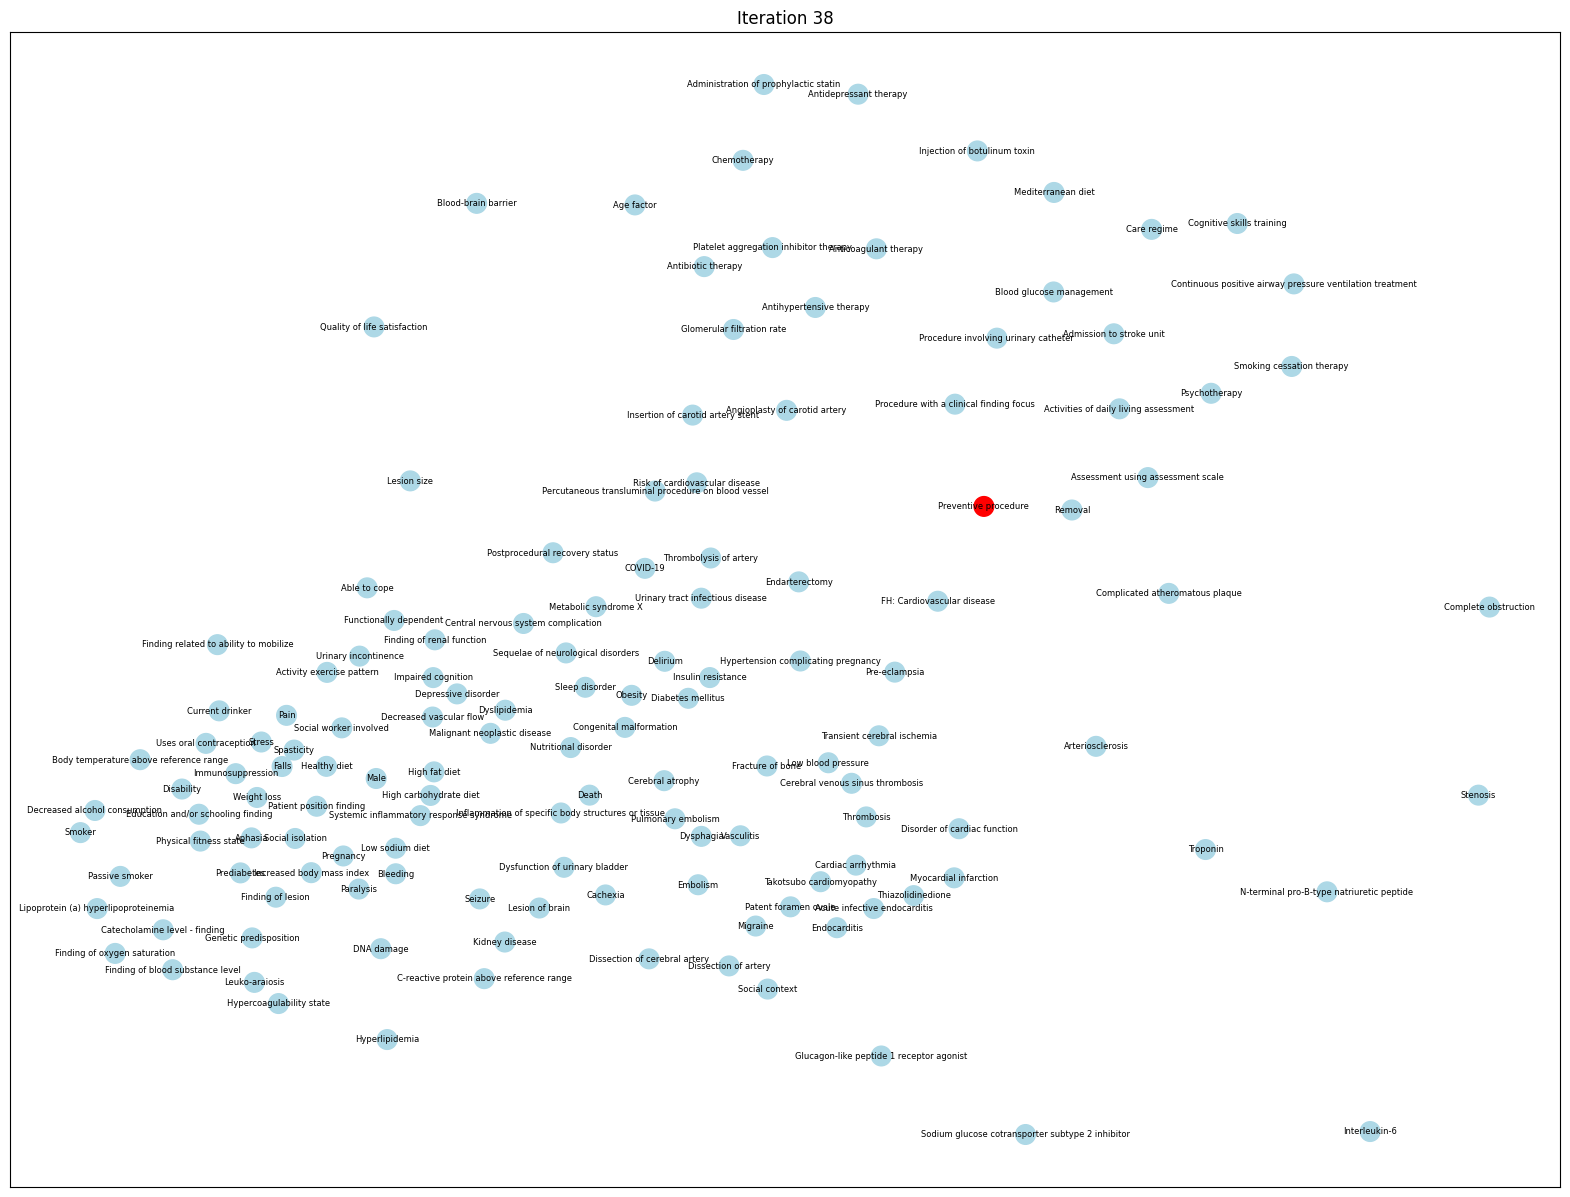 Iteration 38
Administration of prophylactic statin
Antidepressant therapy
Injection of botulinum toxin
Chemotherapy
Mediterranean diet
Blood-brain barrier
Age factor
Cognitive skills training
Care regime
Platelet aggregation inhibitor therapy
Anticoagulant therapy
Antibiotic therapy
Continuous positive airway pressure ventilation treatment
Blood glucose management
Antihypertensive therapy
Quality of life satisfaction
Glomerular filtration rate
Admission to stroke unit
Procedure involving urinary catheter
Smoking cessation therapy
Psychotherapy
Procedure with a clinical finding focus
Activities of daily living assessment
Angioplasty of carotid artery
Insertion of carotid artery stent
Assessment using assessment scale
Lesion size
Risk of cardiovascular disease
Percutaneous transluminal procedure on blood vessel
Preventive procedure
Removal
Postprocedural recovery status
Thrombolysis of artery
COVID-19
Endarterectomy
Able to cope
Complicated atheromatous plaque
Urinary tract infectious disease
FH: Cardiovascular disease
Metabolic syndrome X
Complete obstruction
Functionally dependent
Central nervous system complication
Finding of renal function
Finding related to ability to mobilize
Sequelae of neurological disorders
Urinary incontinence
Delirium
Hypertension complicating pregnancy
Activity exercise pattern
Pre-eclampsia
Impaired cognition
Insulin resistance
Sleep disorder
Depressive disorder
Obesity
Diabetes mellitus
Current drinker
Dyslipidemia
Pain
Decreased vascular flow
Social worker involved
Congenital malformation
Malignant neoplastic disease
Transient cerebral ischemia
Uses oral contraception
Stress
Spasticity
Nutritional disorder
Arteriosclerosis
Body temperature above reference range
Low blood pressure
Falls
Healthy diet
Fracture of bone
Immunosuppression
High fat diet
Male
Cerebral atrophy
Cerebral venous sinus thrombosis
Disability
Weight loss
High carbohydrate diet
Death
Stenosis
Patient position finding
Decreased alcohol consumption
Education and/or schooling finding
Systemic inflammatory response syndrome
Inflammation of specific body structures or tissue
Pulmonary embolism
Thrombosis
Disorder of cardiac function
Smoker
Physical fitness state
Aphasia
Social isolation
Dysphagia
Vasculitis
Low sodium diet
Troponin
Pregnancy
Cardiac arrhythmia
Dysfunction of urinary bladder
Passive smoker
Prediabetes
Increased body mass index
Bleeding
Myocardial infarction
Takotsubo cardiomyopathy
Embolism
Paralysis
N-terminal pro-B-type natriuretic peptide
Thiazolidinedione
Cachexia
Finding of lesion
Seizure
Lipoprotein (a) hyperlipoproteinemia
Lesion of brain
Patent foramen ovale
Acute infective endocarditis
Migraine
Endocarditis
Catecholamine level - finding
Genetic predisposition
Kidney disease
DNA damage
Finding of oxygen saturation
Dissection of cerebral artery
Dissection of artery
Finding of blood substance level
C-reactive protein above reference range
Leuko-araiosis
Social context
Hypercoagulability state
Hyperlipidemia
Glucagon-like peptide 1 receptor agonist
Interleukin-6
Sodium glucose cotransporter subtype 2 inhibitor